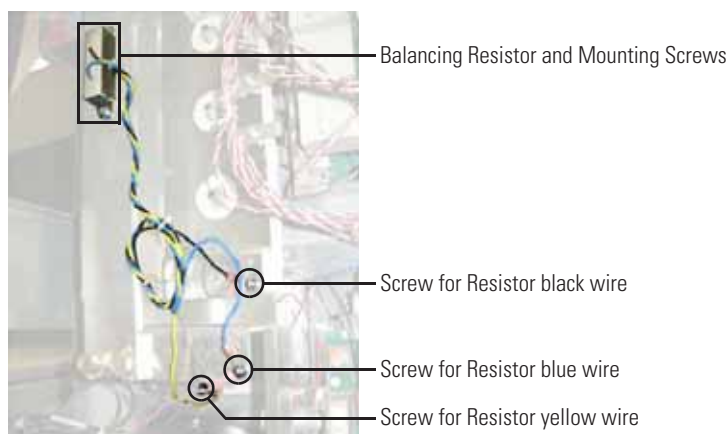 Balancing Resistor and Mounting Screws
Screw for Resistor black wire
Screw for Resistor blue wire
Screw for Resistor yellow wire